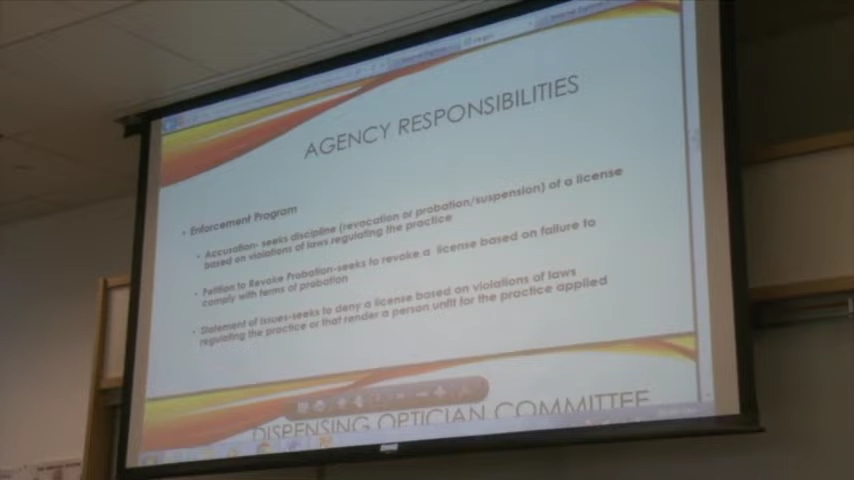 AGENCY RESPONSIBILITIES
• Enforcement Program
• Accusation- seeks discipline (revocation or probation/suspension) of a license
based on violations of laws regulating the practice
• Petition to Revoke Probation-seeks to revoke a license based on failure to
comply with terms of probation
• Statement of Issues-seeks to deny a license based on violations of laws
regulating the practice or that render a person unfit for the practice applied
DISPENSING OPTICIAN COMMITTEE